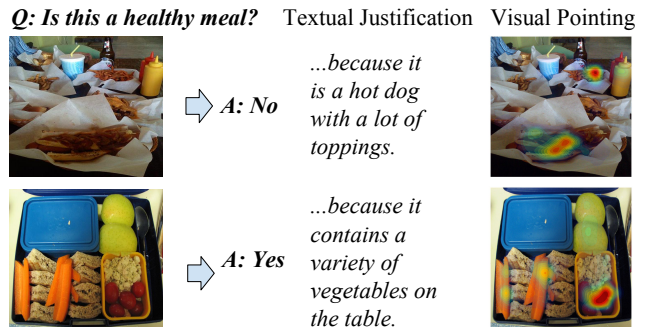 Q: Is this a healthy meal? Textual Justification Visual Pointing
A: No
...because it
is a hot dog
with a lot of
toppings.
A: Yes
...because it
contains a
variety of
vegetables on
the table.